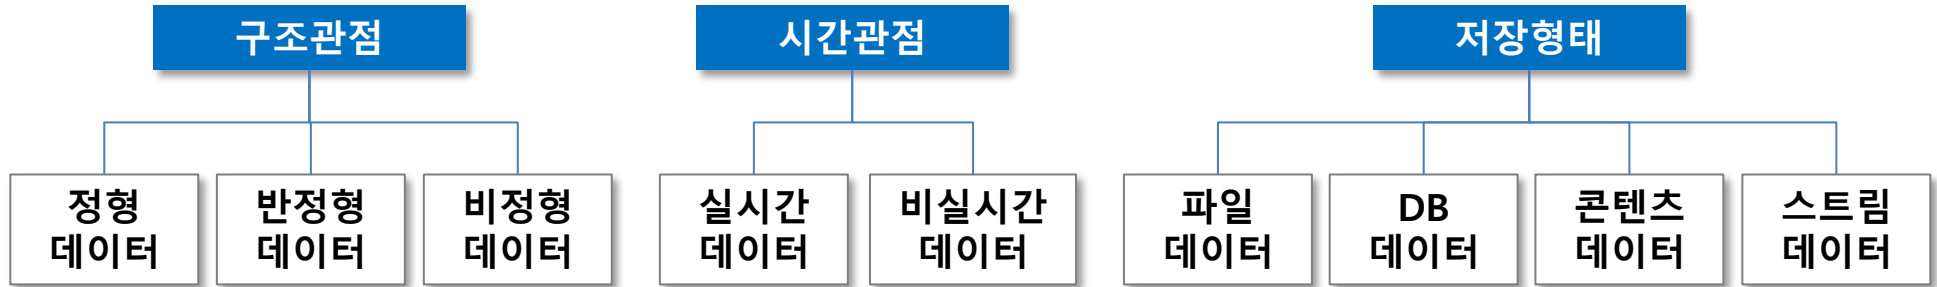 구조관점
시간관점
저장형태
정형
데이터
반정형
데이터
비정형
데이터
실시간
데이터
비실시간
데이터
파일
데이터
DB
데이터
콘텐츠
데이터
스트림
데이터